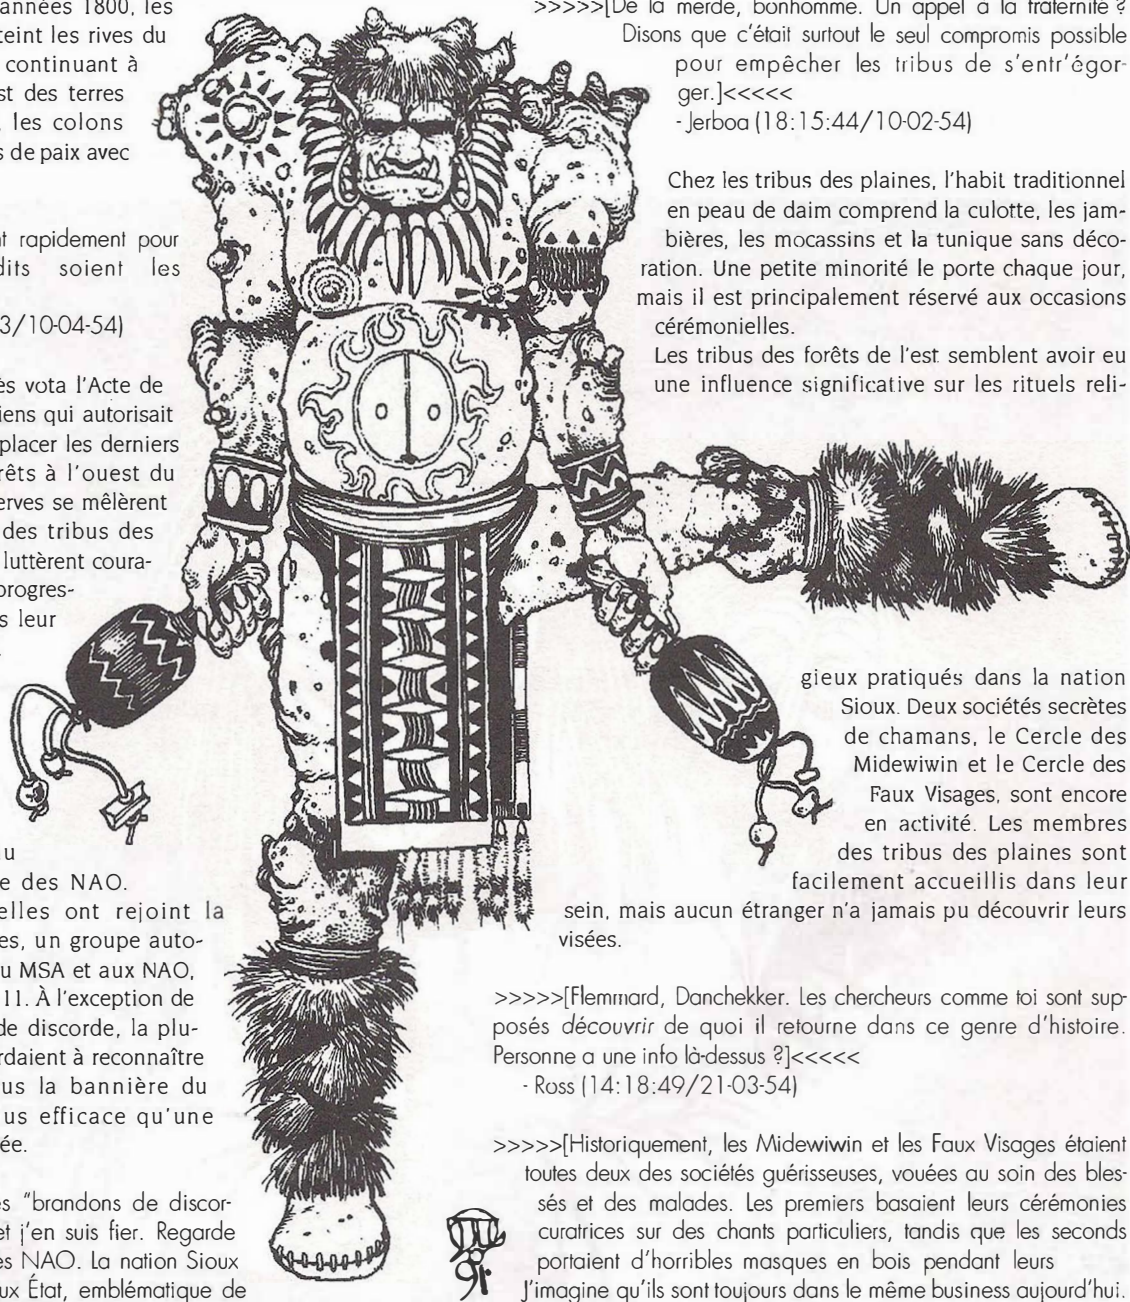 années 1800, les
teint les rives du
continuant à
st des terres
, les colons
s de paix avec
nt rapidement pour
dits soient les
3/10-04-54)
ès vota l'Acte de
iens qui autorisait
placer les derniers
rêts à l'ouest du
erves se mêlèrent
des tribus des
luttèrent coura-
progres-
s leur
.
au
e des NAO.
elles ont rejoint la
es, un groupe auto-
u MSA et aux NAO,
11. À l'exception de
de discorde, la plu-
rdaient à reconnaître
ous la bannière du
us efficace qu'une
ée.
es "brandons de discor-
et j'en suis fier. Regarde
es NAO. La nation Sioux
ux État, emblématique de
>>>>>[De la merde, bonhomme. Un appel à la fraternité ?
Disons que c'était surtout le seul compromis possible
pour empêcher les tribus de s'entr'égor-
ger.]<<<<<
- Jerboa (18:15:44/10-02-54)
Chez les tribus des plaines, l'habit traditionnel
en peau de daim comprend la culotte, les jam-
bières, les mocassins et la tunique sans déco-
ration. Une petite minorité le porte chaque jour,
mais il est principalement réservé aux occasions
cérémonielles.
Les tribus des forêts de l'est semblent avoir eu
une influence significative sur les rituels reli-
gieux pratiqués dans la nation
Sioux. Deux sociétés secrètes
de chamans, le Cercle des
Midewiwin et le Cercle des
Faux Visages, sont encore
en activité. Les membres
des tribus des plaines sont
facilement accueillis dans leur
sein, mais aucun étranger n'a jamais pu découvrir leurs
visées.
>>>>>[Flemmard, Danchekker. Les chercheurs comme toi sont sup-
posés découvrir de quoi il retourne dans ce genre d'histoire.
Personne a une info là-dessus ?]<<<<<
- Ross (14:18:49/21-03-54)
>>>>>[Historiquement, les Midewiwin et les Faux Visages étaient
toutes deux des sociétés guérisseuses, vouées au soin des bles-
sés et des malades. Les premiers basaient leurs cérémonies
curatrices sur des chants particuliers, tandis que les seconds
portaient d'horribles masques en bois pendant leurs
J'imagine qu'ils sont toujours dans le même business aujourd'hui.